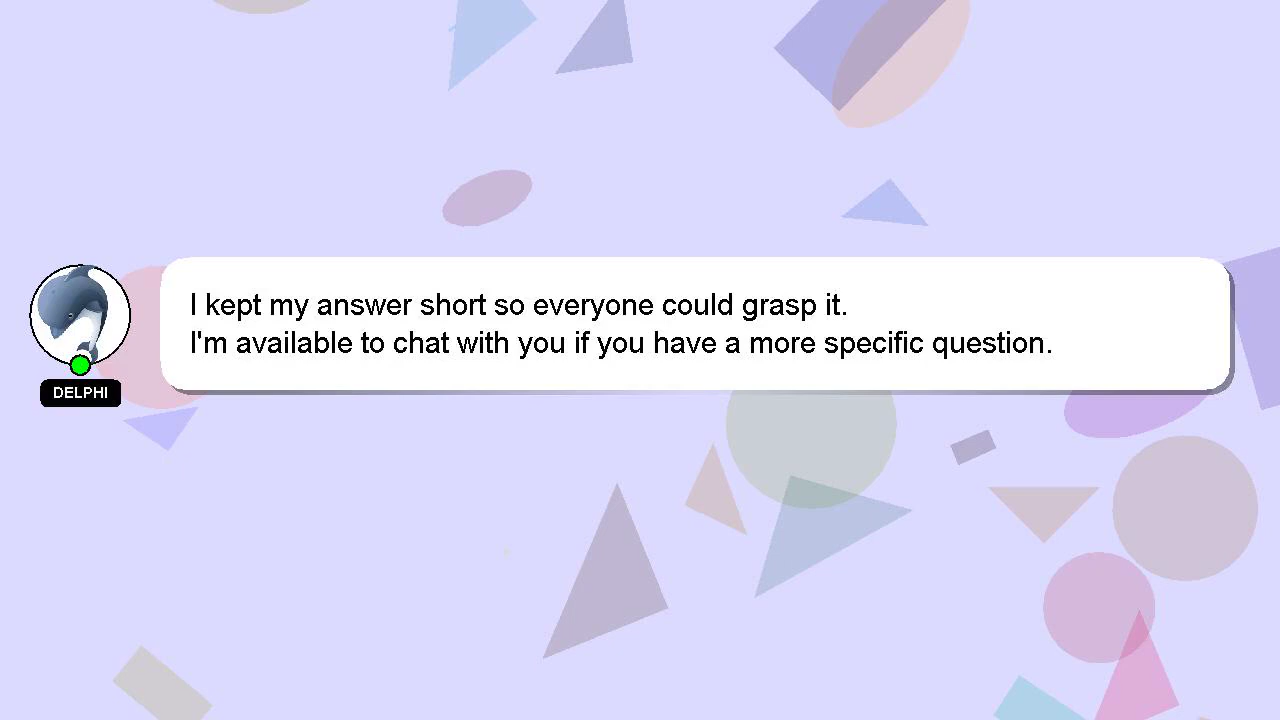 I kept my answer short so everyone could grasp it.
I'm available to chat with you if you have a more specific question.
DELPHI